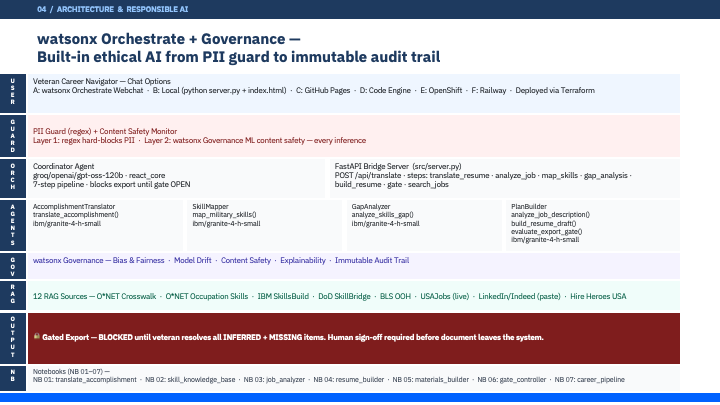 04 / ARCHITECTURE & RESPONSIBLE AI
watsonx Orchestrate + Governance —
Built-in ethical AI from PII guard to immutable audit trail
USER
Veteran Career Navigator — Chat Options
A: watsonx Orchestrate Webchat · B: Local (python server.py + index.html) · C: GitHub Pages · D: Code Engine · E: OpenShift · F: Railway · Deployed via Terraform
GUARD
PII Guard (regex) + Content Safety Monitor
Layer 1: regex hard-blocks PII · Layer 2: watsonx Governance ML content safety — every inference
ORCH
Coordinator Agent
groq/openai/gpt-oss-120b · react_core
7-step pipeline · blocks export until gate OPEN
FastAPI Bridge Server (src/server.py)
POST /api/translate · steps: translate_resume · analyze_job · map_skills · gap_analysis ·
build_resume · gate · search_jobs
AGENTS
AccomplishmentTranslator
translate_accomplishment()
ibm/granite-4-h-small
SkillMapper
map_military_skills()
ibm/granite-4-h-small
GapAnalyzer
analyze_skills_gap()
ibm/granite-4-h-small
PlanBuilder
analyze_job_description()
build_resume_draft()
evaluate_export_gate()
ibm/granite-4-h-small
GOV
watsonx Governance — Bias & Fairness · Model Drift · Content Safety · Explainability · Immutable Audit Trail
RAG
12 RAG Sources — O*NET Crosswalk · O*NET Occupation Skills · IBM SkillsBuild · DoD SkillBridge · BLS OOH · USAJobs (live) · LinkedIn/Indeed (paste) · Hire Heroes USA
OUTPUT
Gated Export — BLOCKED until veteran resolves all INFERRED + MISSING items. Human sign-off required before document leaves the system.
NB
Notebooks (NB 01–07) —
NB 01: translate_accomplishment · NB 02: skill_knowledge_base · NB 03: job_analyzer · NB 04: resume_builder · NB 05: materials_builder · NB 06: gate_controller · NB 07: career_pipeline